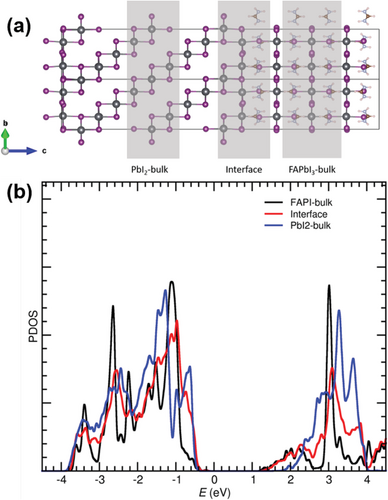 (a)
b
c
PbI2-bulk Interface FAPbI3-bulk
(b)
FAPI-bulk
Interface
PbI2-bulk
PDOS
-4 -3 -2 -1 0 1 2 3 4
E (eV)